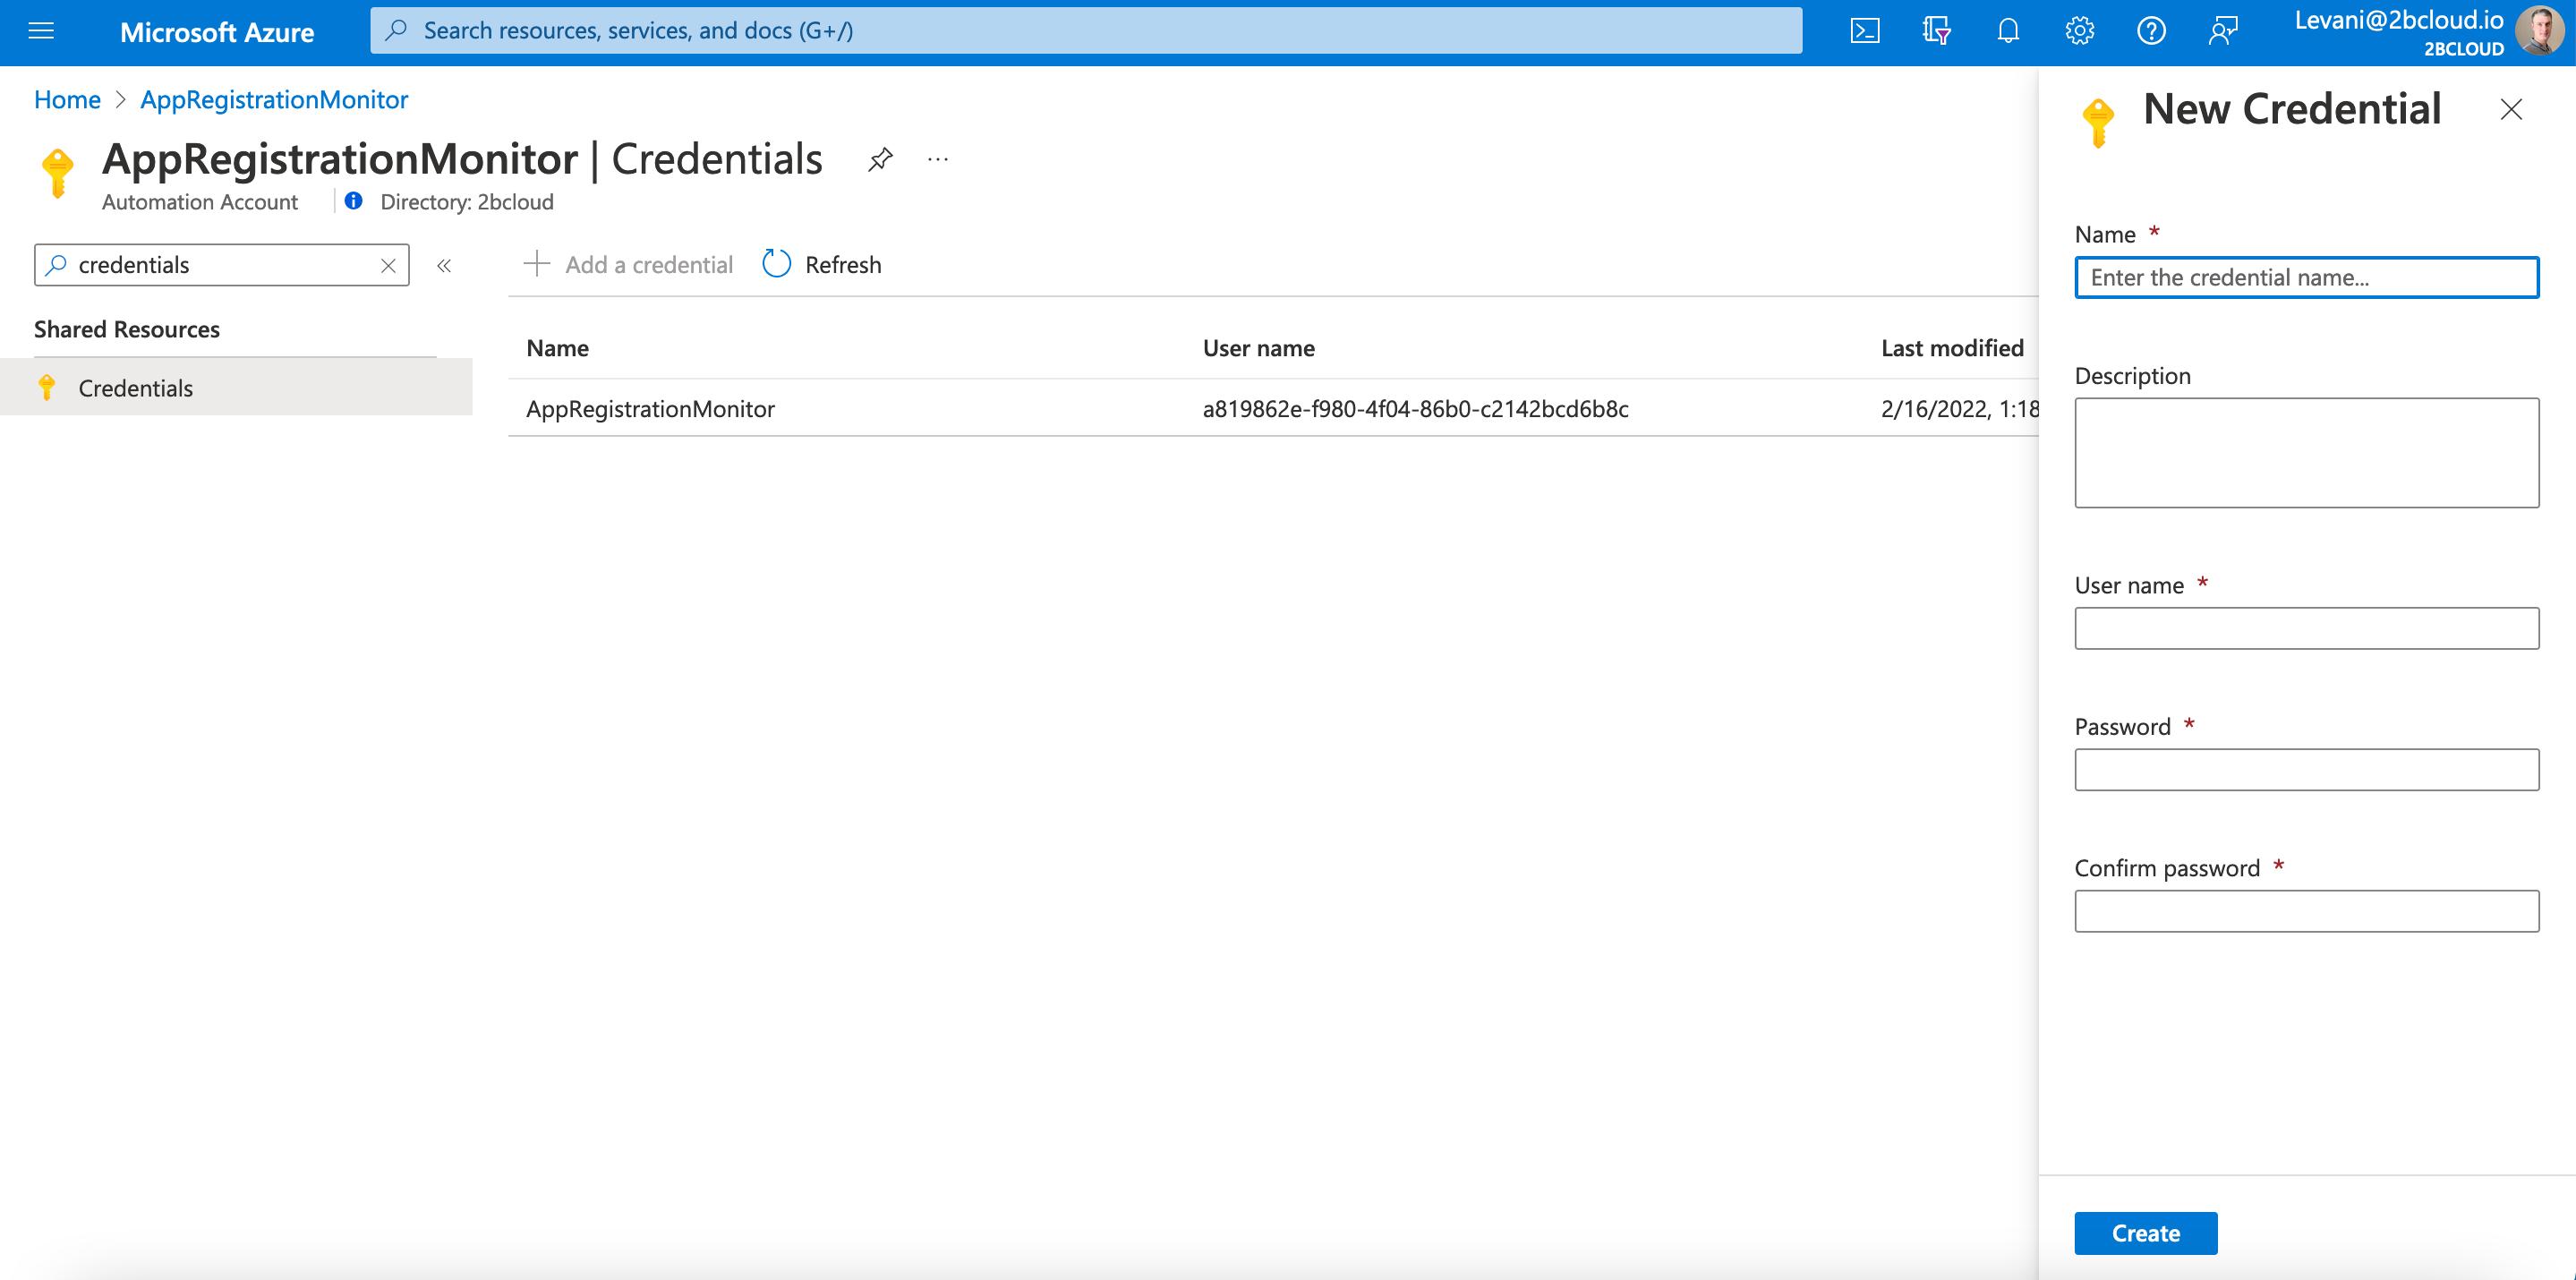 Microsoft Azure
Search resources, services, and docs (G+/)
Levani@2bcloud.io
2BCLOUD
Home > AppRegistrationMonitor
AppRegistrationMonitor | Credentials
Automation Account
Directory: 2bcloud
credentials
Add a credential
Refresh
Shared Resources
Credentials
Name User name Last modified
AppRegistrationMonitor a819862e-f980-4f04-86b0-c2142bcd6b8c 2/16/2022, 1:18
New Credential
Name *
Enter the credential name...
Description
User name *
Password *
Confirm password *
Create